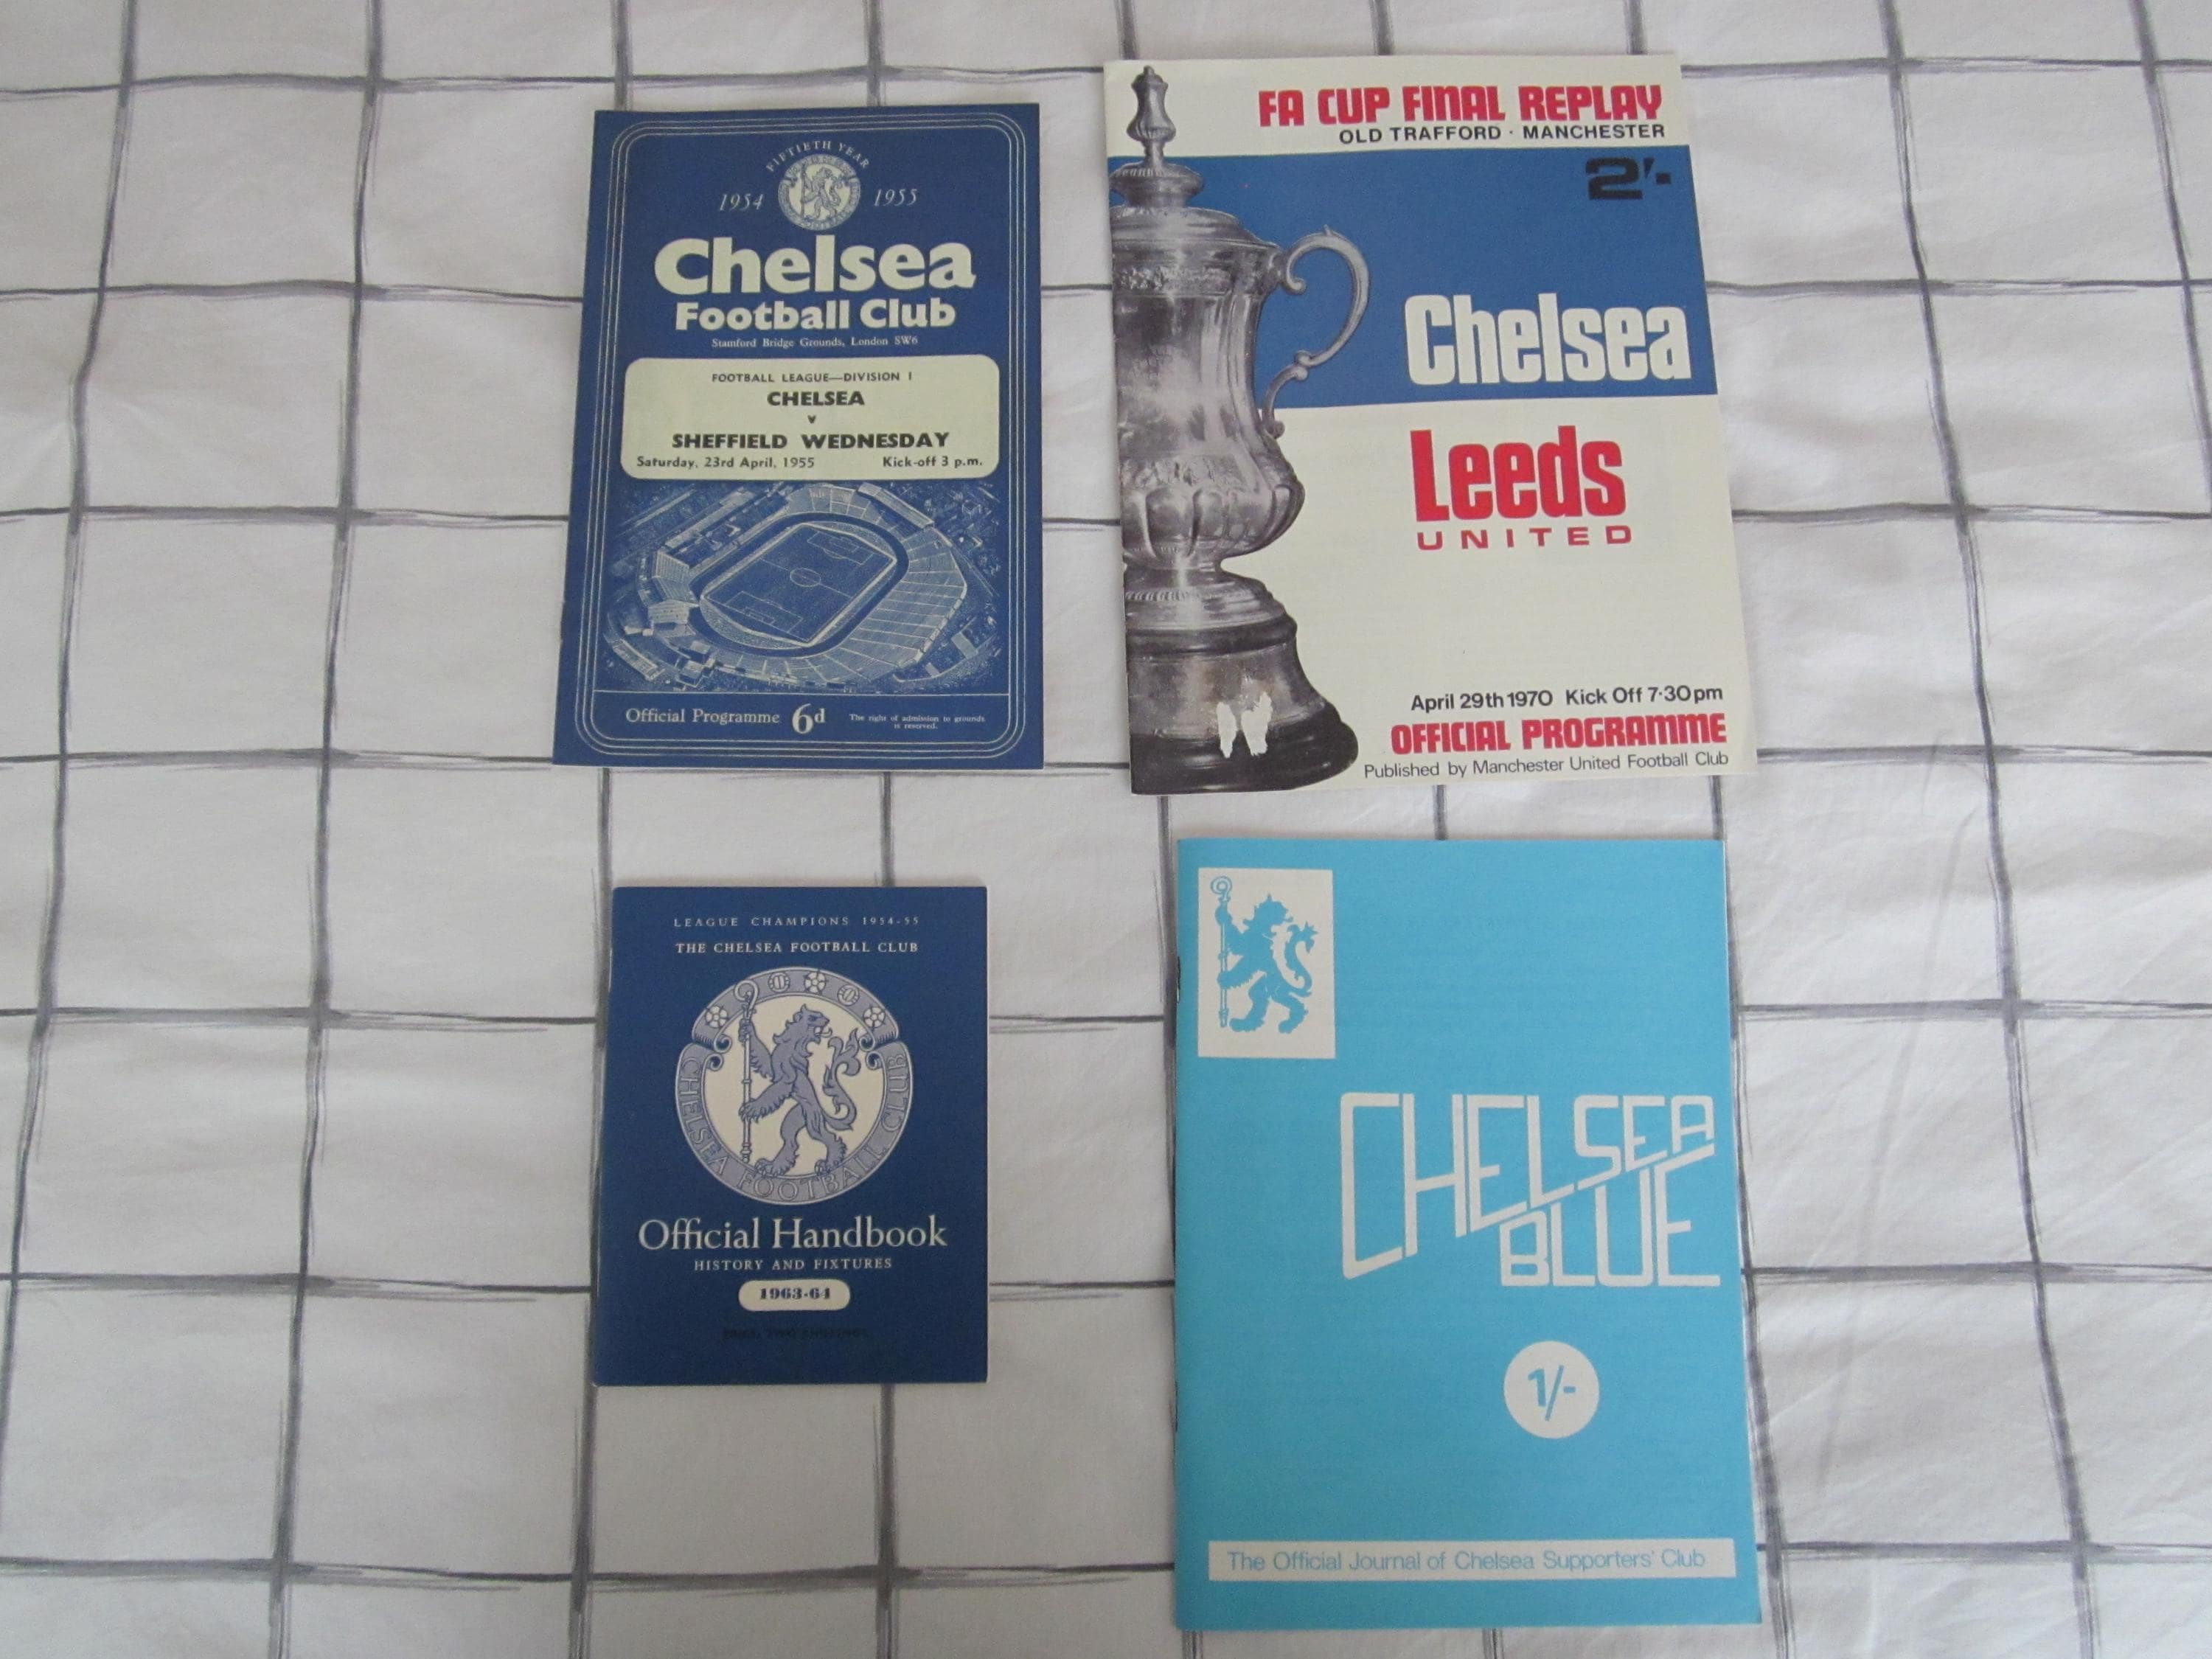 FIFTIETH YEAR
1954 1955
Chelsea
Football Club
Stamford Bridge Grounds, London SW6
FOOTBALL LEAGUE—DIVISION 1
CHELSEA
v
SHEFFIELD WEDNESDAY
Saturday, 23rd April, 1955 Kick-off 3 p.m.
Official Programme 6d
The right of admission to grounds
is reserved.
FA CUP FINAL REPLAY
OLD TRAFFORD · MANCHESTER
2'-
Chelsea
Leeds
UNITED
April 29th 1970 Kick Off 7·30pm
OFFICIAL PROGRAMME
Published by Manchester United Football Club
LEAGUE CHAMPIONS 1954-55
THE CHELSEA FOOTBALL CLUB
CHELSEA FOOTBALL CLUB
Official Handbook
HISTORY AND FIXTURES
1963-64
CHELSEA
BLUE
1/-
The Official Journal of Chelsea Supporters' Club